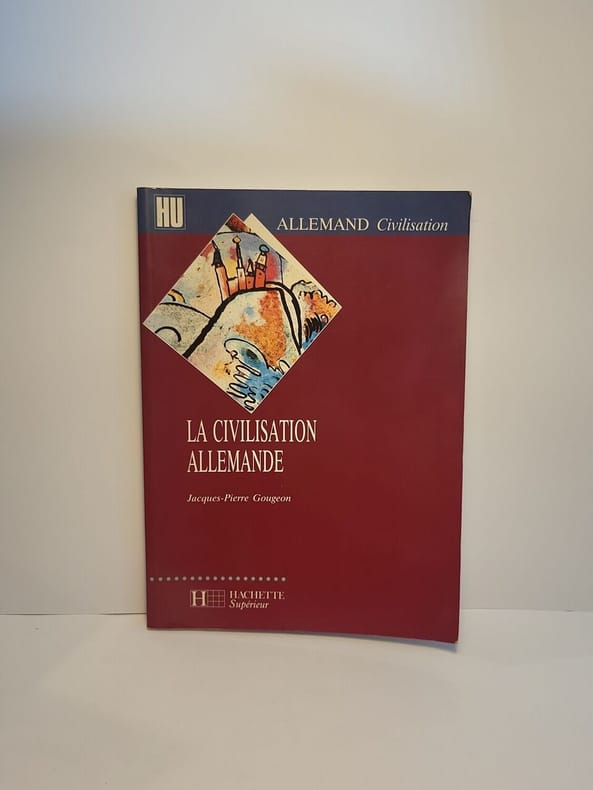 HU
ALLEMAND Civilisation
LA CIVILISATION
ALLEMANDE
Jacques-Pierre Gougeon
H
HACHETTE
Supérieur